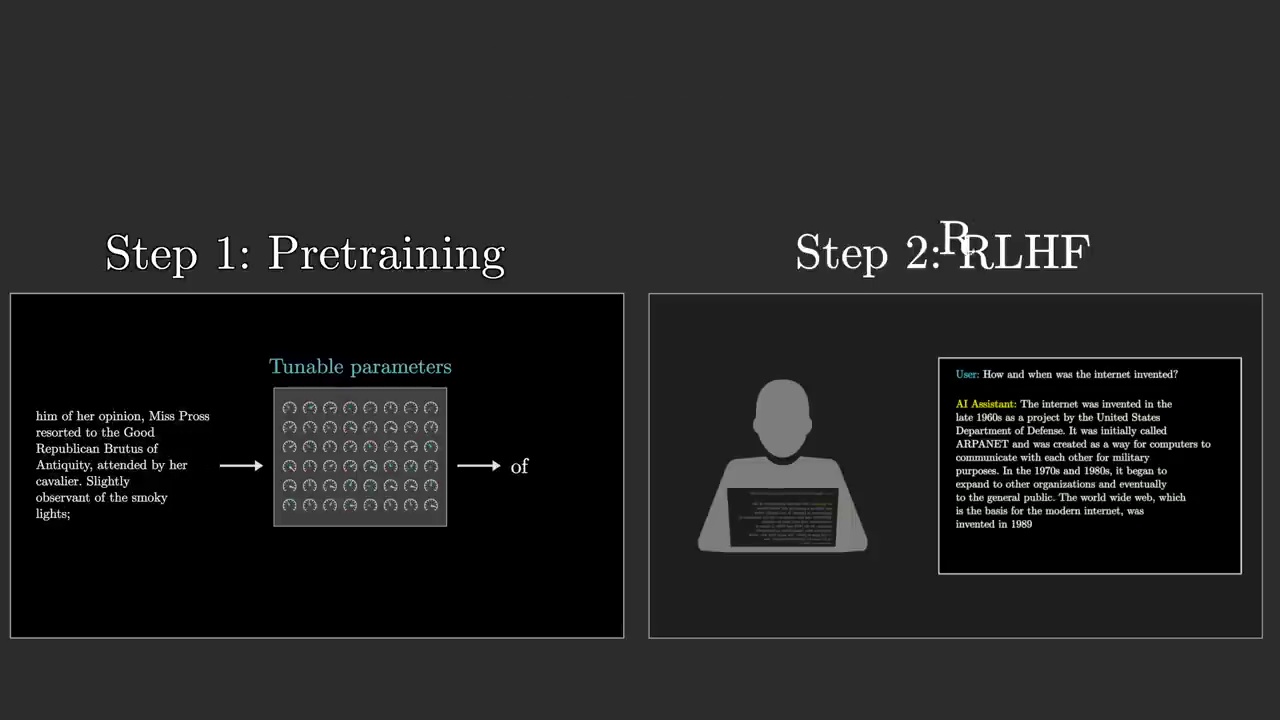 Step 1: Pretraining
Step 2: RLHF
R
Tunable parameters
him of her opinion, Miss Pross
resorted to the Good
Republican Brutus of
Antiquity, attended by her
cavalier. Slightly
observant of the smoky
lights;
of
User: How and when was the internet invented?
AI Assistant: The internet was invented in the
late 1960s as a project by the United States
Department of Defense. It was initially called
ARPANET and was created as a way for computers to
communicate with each other for military
purposes. In the 1970s and 1980s, it began to
expand to other organizations and eventually
to the general public. The world wide web, which
is the basis for the modern internet, was
invented in 1989